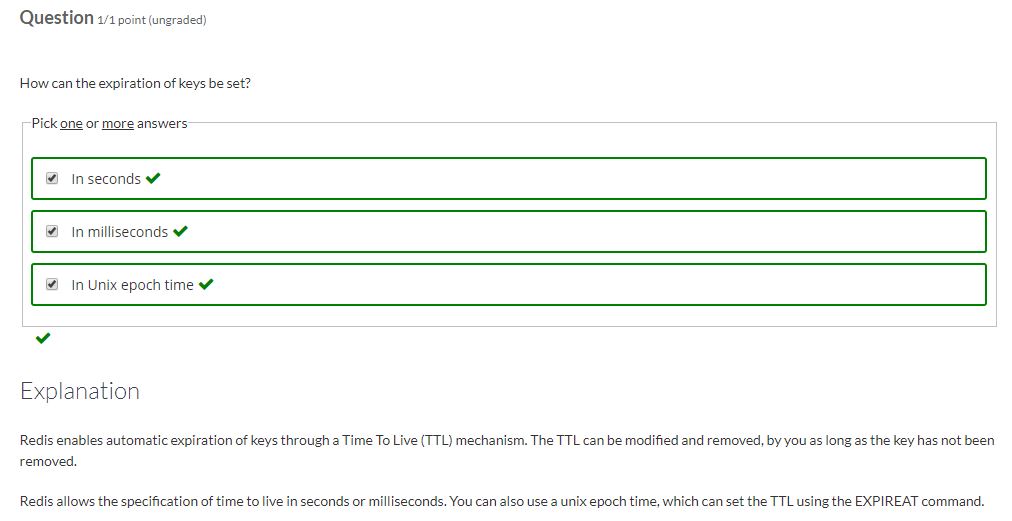 Question 1/1 point (ungraded)
How can the expiration of keys be set?
Pick one or more answers
In seconds
In milliseconds
In Unix epoch time
Explanation
Redis enables automatic expiration of keys through a Time To Live (TTL) mechanism. The TTL can be modified and removed, by you as long as the key has not been
removed.
Redis allows the specification of time to live in seconds or milliseconds. You can also use a unix epoch time, which can set the TTL using the EXPIREAT command.